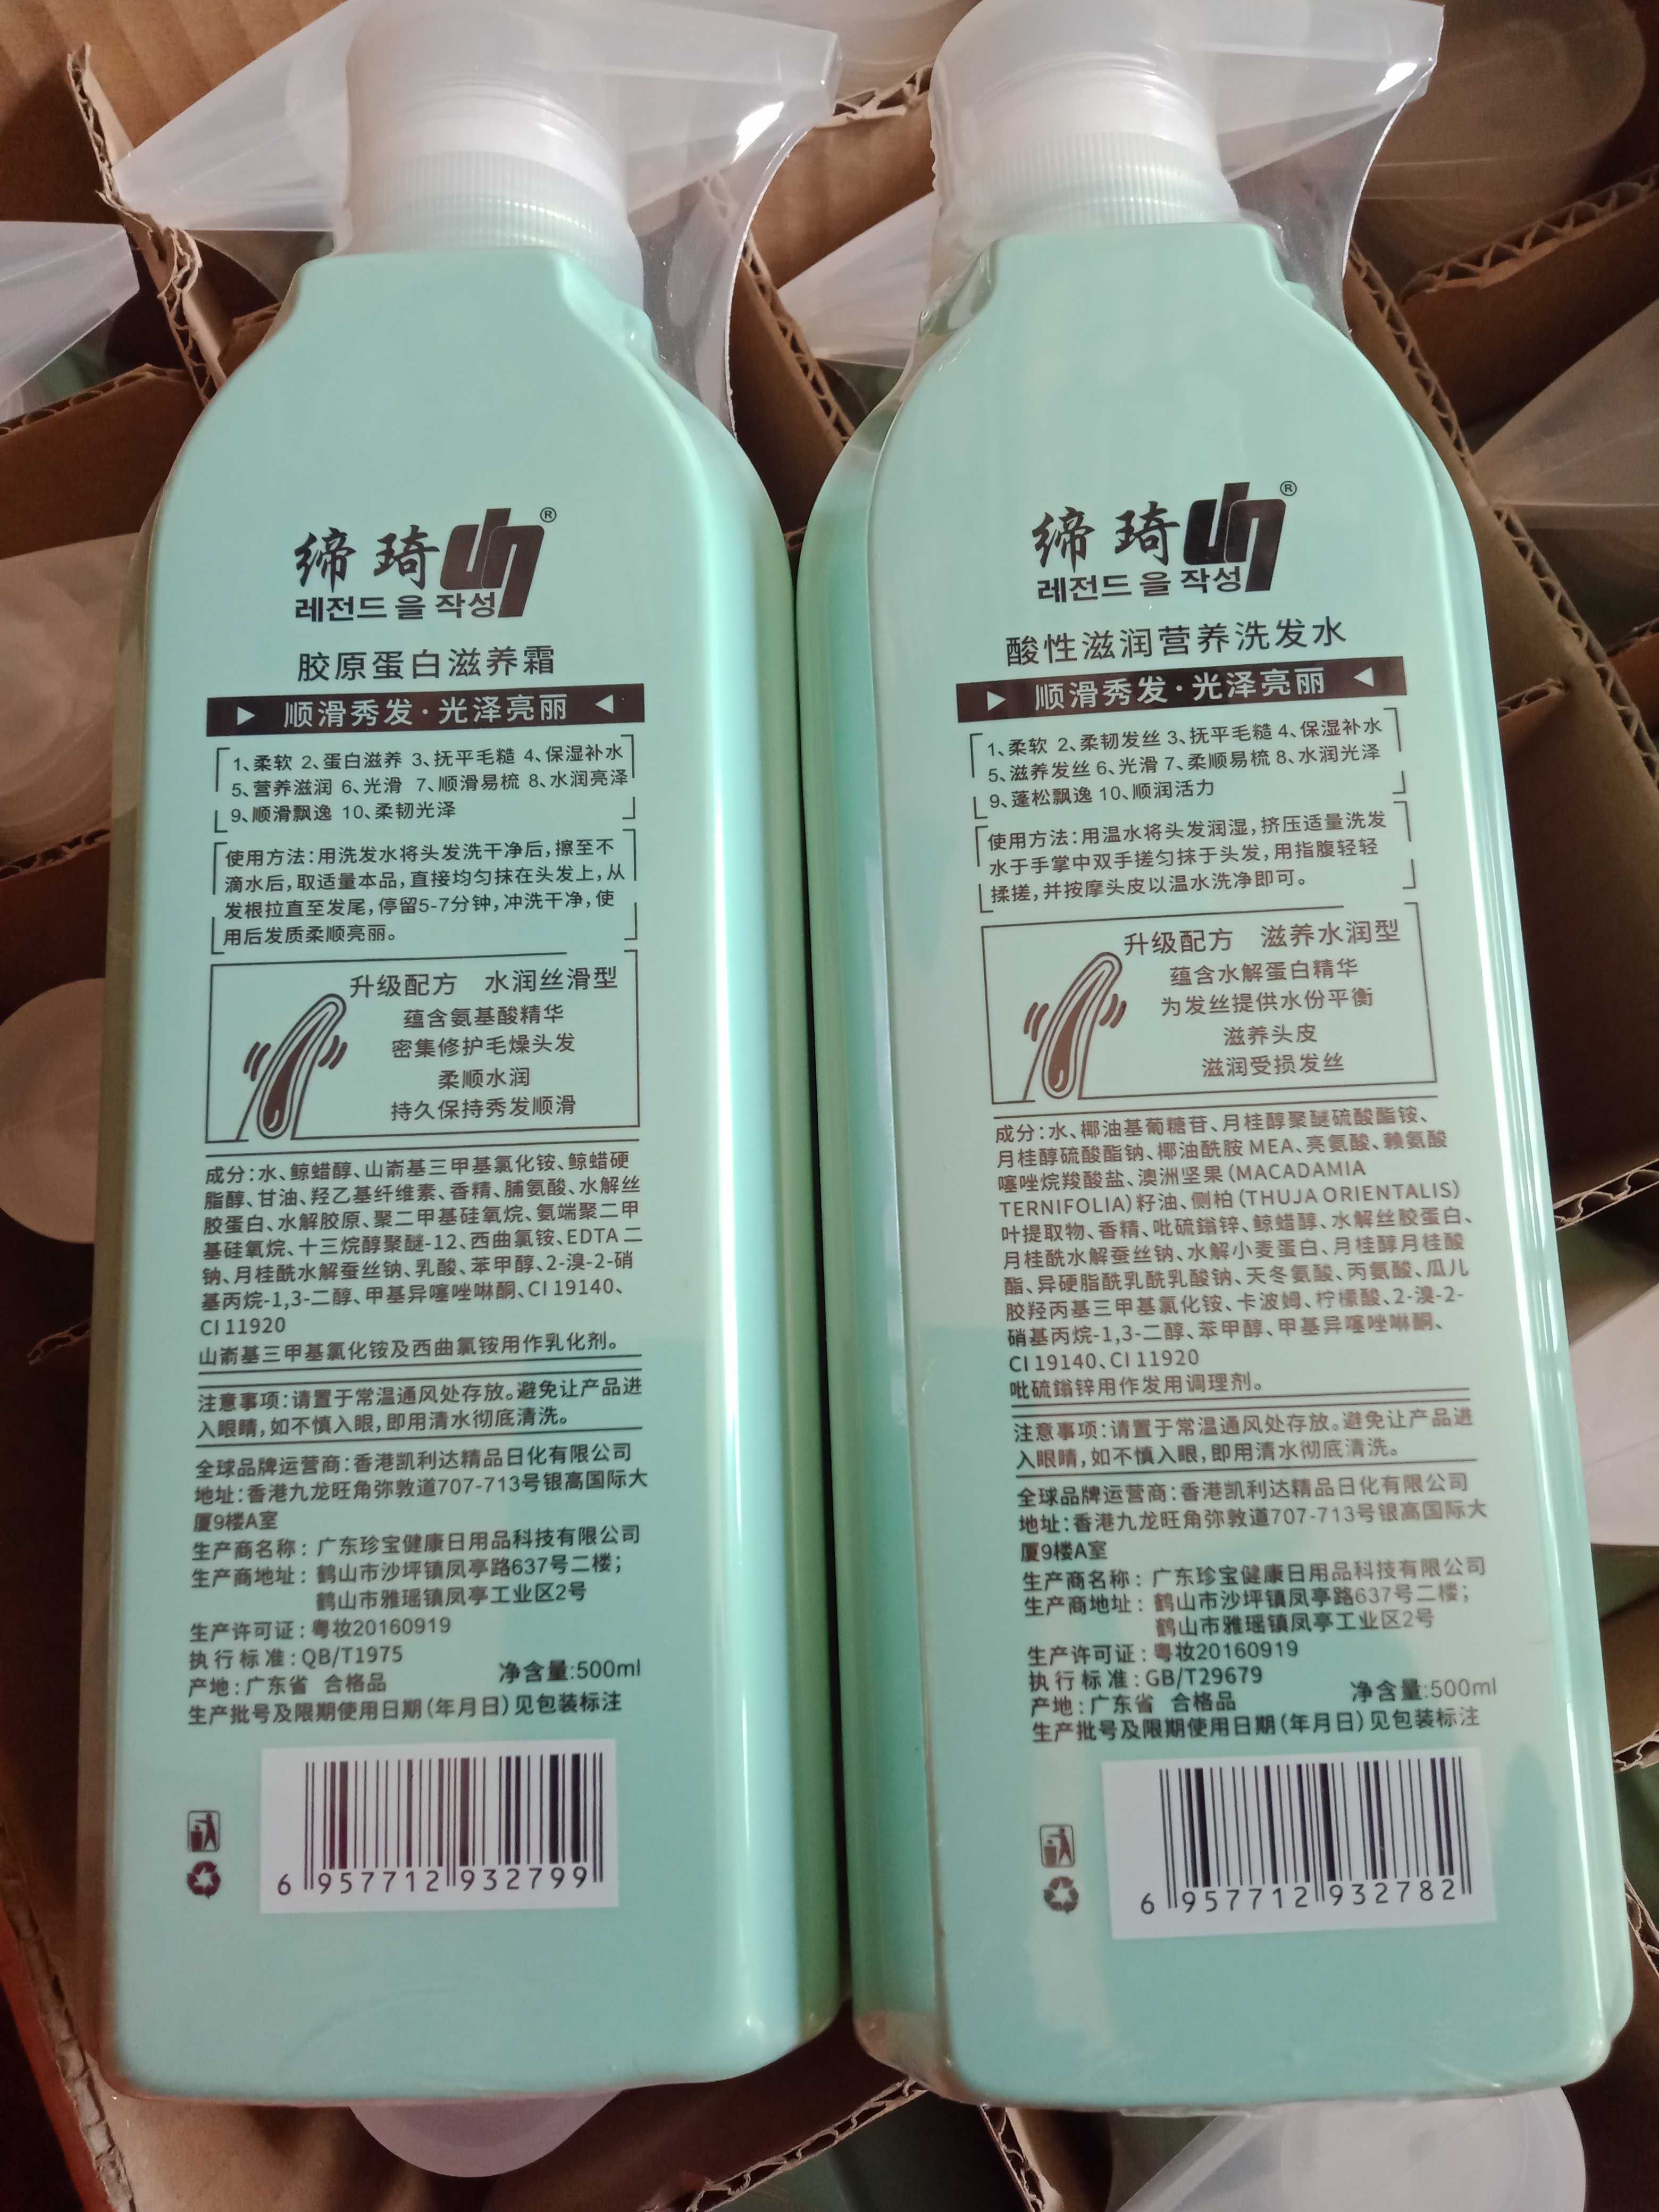 缔琦®
레전드 을 작성
胶原蛋白滋养霜
顺滑秀发·光泽亮丽
1、柔软 2、蛋白滋养 3、抚平毛糙 4、保湿补水
5、营养滋润 6、光滑 7、顺滑易梳 8、水润亮泽
9、顺滑飘逸 10、柔韧光泽
使用方法:用洗发水将头发洗干净后,擦至不
滴水后,取适量本品,直接均匀抹在头发上,从
发根拉直至发尾,停留5-7分钟,冲洗干净,使
用后发质柔顺亮丽。
升级配方 水润丝滑型
蕴含氨基酸精华
密集修护毛燥头发
柔顺水润
持久保持秀发顺滑
成分:水、鲸蜡醇、山嵛基三甲基氯化铵、鲸蜡硬
脂醇、甘油、羟乙基纤维素、香精、脯氨酸、水解丝
胶蛋白、水解胶原、聚二甲基硅氧烷、氨端聚二甲
基硅氧烷、十三烷醇聚醚-12、西曲氯铵、EDTA 二
钠、月桂酰水解蚕丝钠、乳酸、苯甲醇、2-溴-2-硝
基丙烷-1,3-二醇、甲基异噻唑啉酮、CI 19140、
CI 11920
山嵛基三甲基氯化铵及西曲氯铵用作乳化剂。
注意事项:请置于常温通风处存放。避免让产品进
入眼睛,如不慎入眼,即用清水彻底清洗。
全球品牌运营商:香港凯利达精品日化有限公司
地址:香港九龙旺角弥敦道707-713号银高国际大
厦9楼A室
生产商名称: 广东珍宝健康日用品科技有限公司
生产商地址: 鹤山市沙坪镇凤亭路637号二楼;
鹤山市雅瑶镇凤亭工业区2号
生产许可证:粤妆20160919
执行标准:QB/T1975
产地:广东省 合格品 净含量:500ml
生产批号及限期使用日期(年月日)见包装标注
6 957712 932799
缔琦®
레전드 을 작성
酸性滋润营养洗发水
顺滑秀发·光泽亮丽
1、柔软 2、柔韧发丝 3、抚平毛糙 4、保湿补水
5、滋养发丝 6、光滑 7、柔顺易梳 8、水润光泽
9、蓬松飘逸 10、顺润活力
使用方法:用温水将头发润湿,挤压适量洗发
水于手掌中双手搓匀抹于头发,用指腹轻轻
揉搓,并按摩头皮以温水洗净即可。
升级配方 滋养水润型
蕴含水解蛋白精华
为发丝提供水份平衡
滋养头皮
滋润受损发丝
成分:水、椰油基葡糖苷、月桂醇聚醚硫酸酯铵、
月桂醇硫酸酯钠、椰油酰胺 MEA、亮氨酸、赖氨酸
噻唑烷羧酸盐、澳洲坚果(MACADAMIA
TERNIFOLIA)籽油、侧柏(THUJA ORIENTALIS)
叶提取物、香精、吡硫鎓锌、鲸蜡醇、水解丝胶蛋白、
月桂酰水解蚕丝钠、水解小麦蛋白、月桂醇月桂酸
酯、异硬脂酰乳酰乳酸钠、天冬氨酸、丙氨酸、瓜儿
胶羟丙基三甲基氯化铵、卡波姆、柠檬酸、2-溴-2-
硝基丙烷-1,3-二醇、苯甲醇、甲基异噻唑啉酮、
CI 19140、CI 11920
吡硫鎓锌用作发用调理剂。
注意事项:请置于常温通风处存放。避免让产品进
入眼睛,如不慎入眼,即用清水彻底清洗。
全球品牌运营商:香港凯利达精品日化有限公司
地址:香港九龙旺角弥敦道707-713号银高国际大
厦9楼A室
生产商名称: 广东珍宝健康日用品科技有限公司
生产商地址: 鹤山市沙坪镇凤亭路637号二楼;
鹤山市雅瑶镇凤亭工业区2号
生产许可证:粤妆20160919
执行标准:GB/T29679
产地:广东省 合格品 净含量:500ml
生产批号及限期使用日期(年月日)见包装标注
6 957712 932782